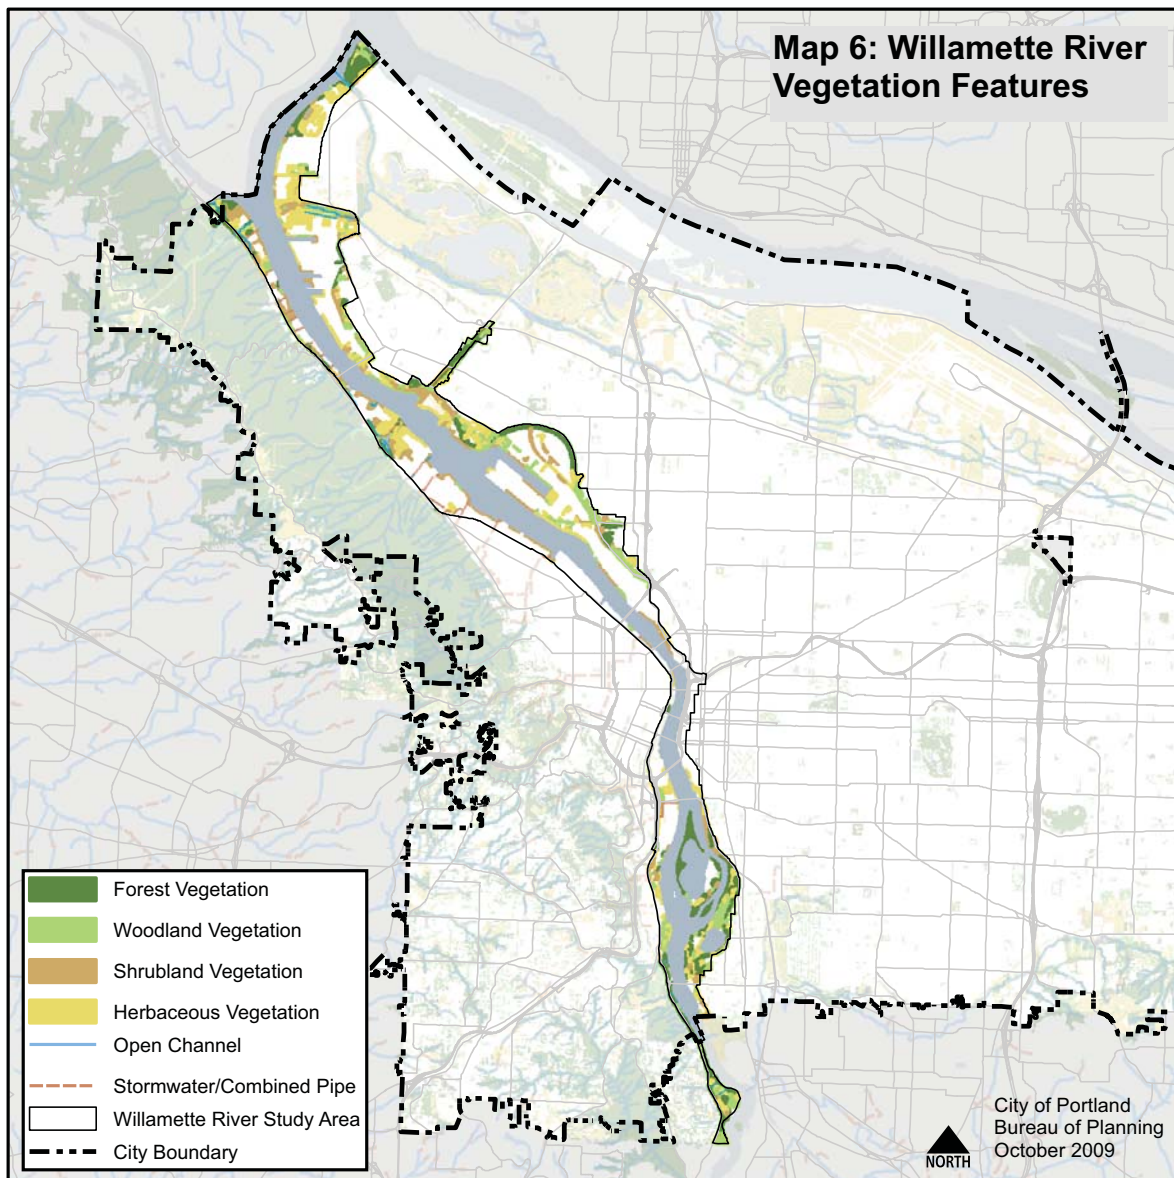 Map 6: Willamette River
Vegetation Features
Forest Vegetation
Woodland Vegetation
Shrubland Vegetation
Herbaceous Vegetation
Open Channel
Stormwater/Combined Pipe
Willamette River Study Area
City Boundary
NORTH
City of Portland
Bureau of Planning
October 2009